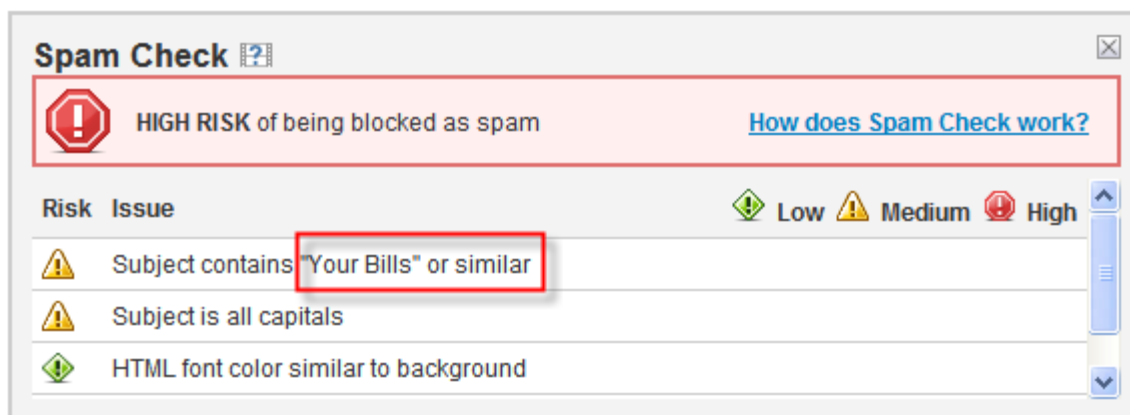 Spam Check
HIGH RISK of being blocked as spam How does Spam Check work?
Risk Issue Low Medium High
Subject contains "Your Bills" or similar
Subject is all capitals
HTML font color similar to background